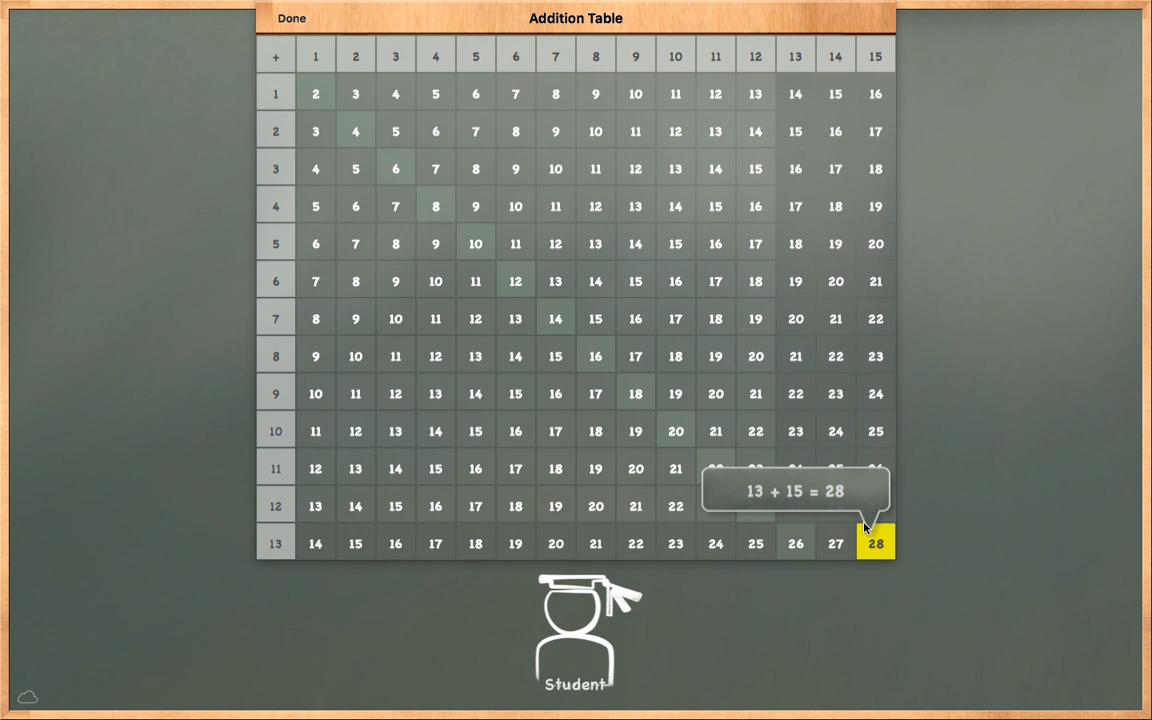 Done Addition Table
+ 1 2 3 4 5 6 7 8 9 10 11 12 13 14 15
1 2 3 4 5 6 7 8 9 10 11 12 13 14 15 16
2 3 4 5 6 7 8 9 10 11 12 13 14 15 16 17
3 4 5 6 7 8 9 10 11 12 13 14 15 16 17 18
4 5 6 7 8 9 10 11 12 13 14 15 16 17 18 19
5 6 7 8 9 10 11 12 13 14 15 16 17 18 19 20
6 7 8 9 10 11 12 13 14 15 16 17 18 19 20 21
7 8 9 10 11 12 13 14 15 16 17 18 19 20 21 22
8 9 10 11 12 13 14 15 16 17 18 19 20 21 22 23
9 10 11 12 13 14 15 16 17 18 19 20 21 22 23 24
10 11 12 13 14 15 16 17 18 19 20 21 22 23 24 25
11 12 13 14 15 16 17 18 19 20 21
13 + 15 = 28
12 13 14 15 16 17 18 19 20 21 22
13 14 15 16 17 18 19 20 21 22 23 24 25 26 27 28
Student